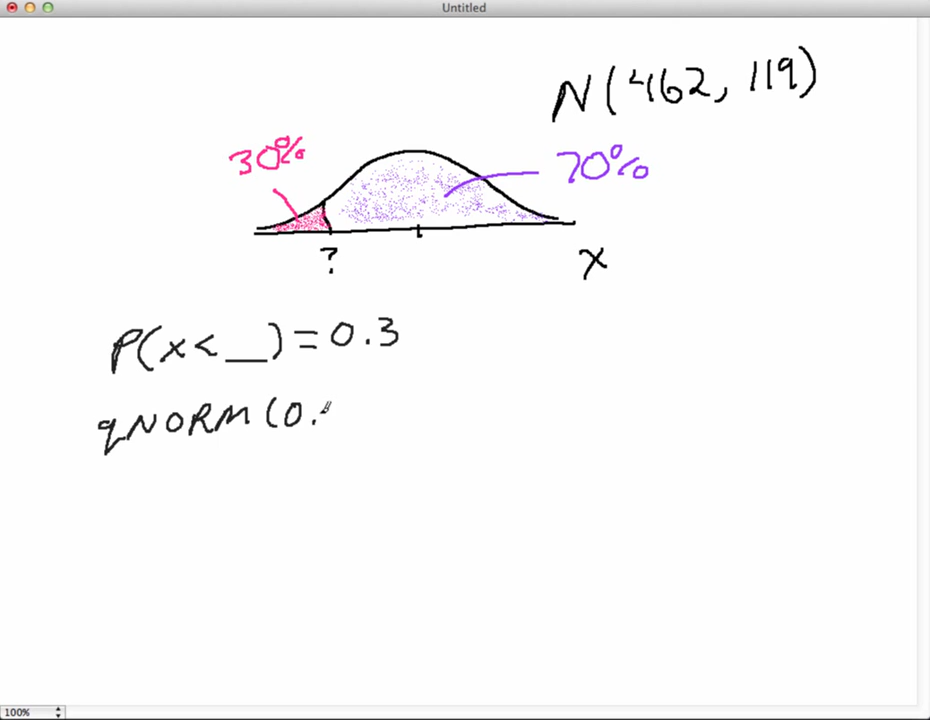 Untitled
N(462, 119)
30%
70%
?
x
P(x< __) = 0.3
qNORM(0.
100%